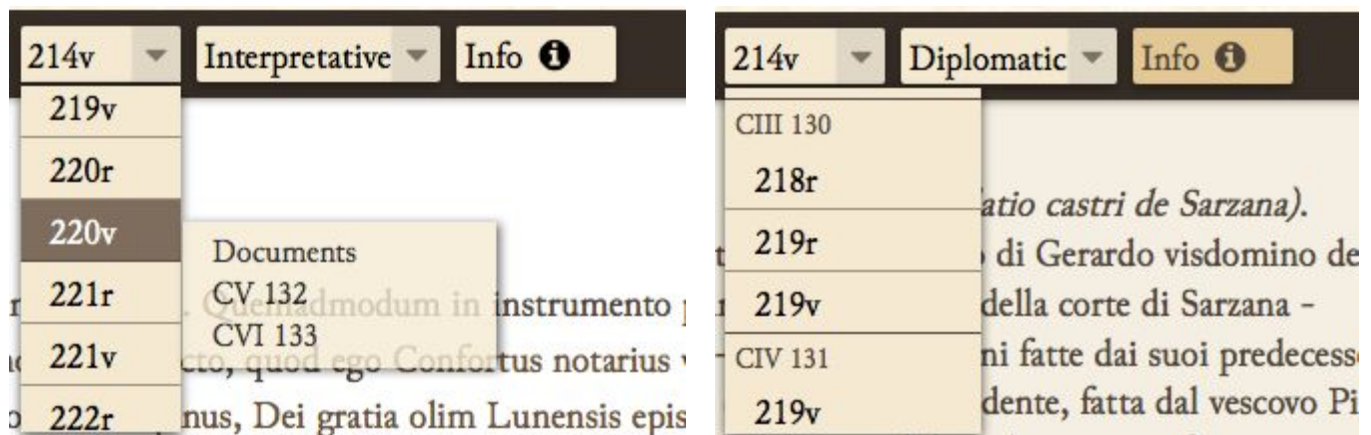 214v Interpretative Info
219v
220r
220v
Documents
221r
CV 132
. Quemadmodum in instrumento
CVI 133
221v
cto, quod ego Confortus notarius
222r
nus, Dei gratia olim Lunensis epis
214v Diplomatic Info
CIII 130
218r
atio castri de Sarzana).
219r
di Gerardo visdomino de
219v
della corte di Sarzana -
CIV 131
ni fatte dai suoi predecess
219v
dente, fatta dal vescovo Pi